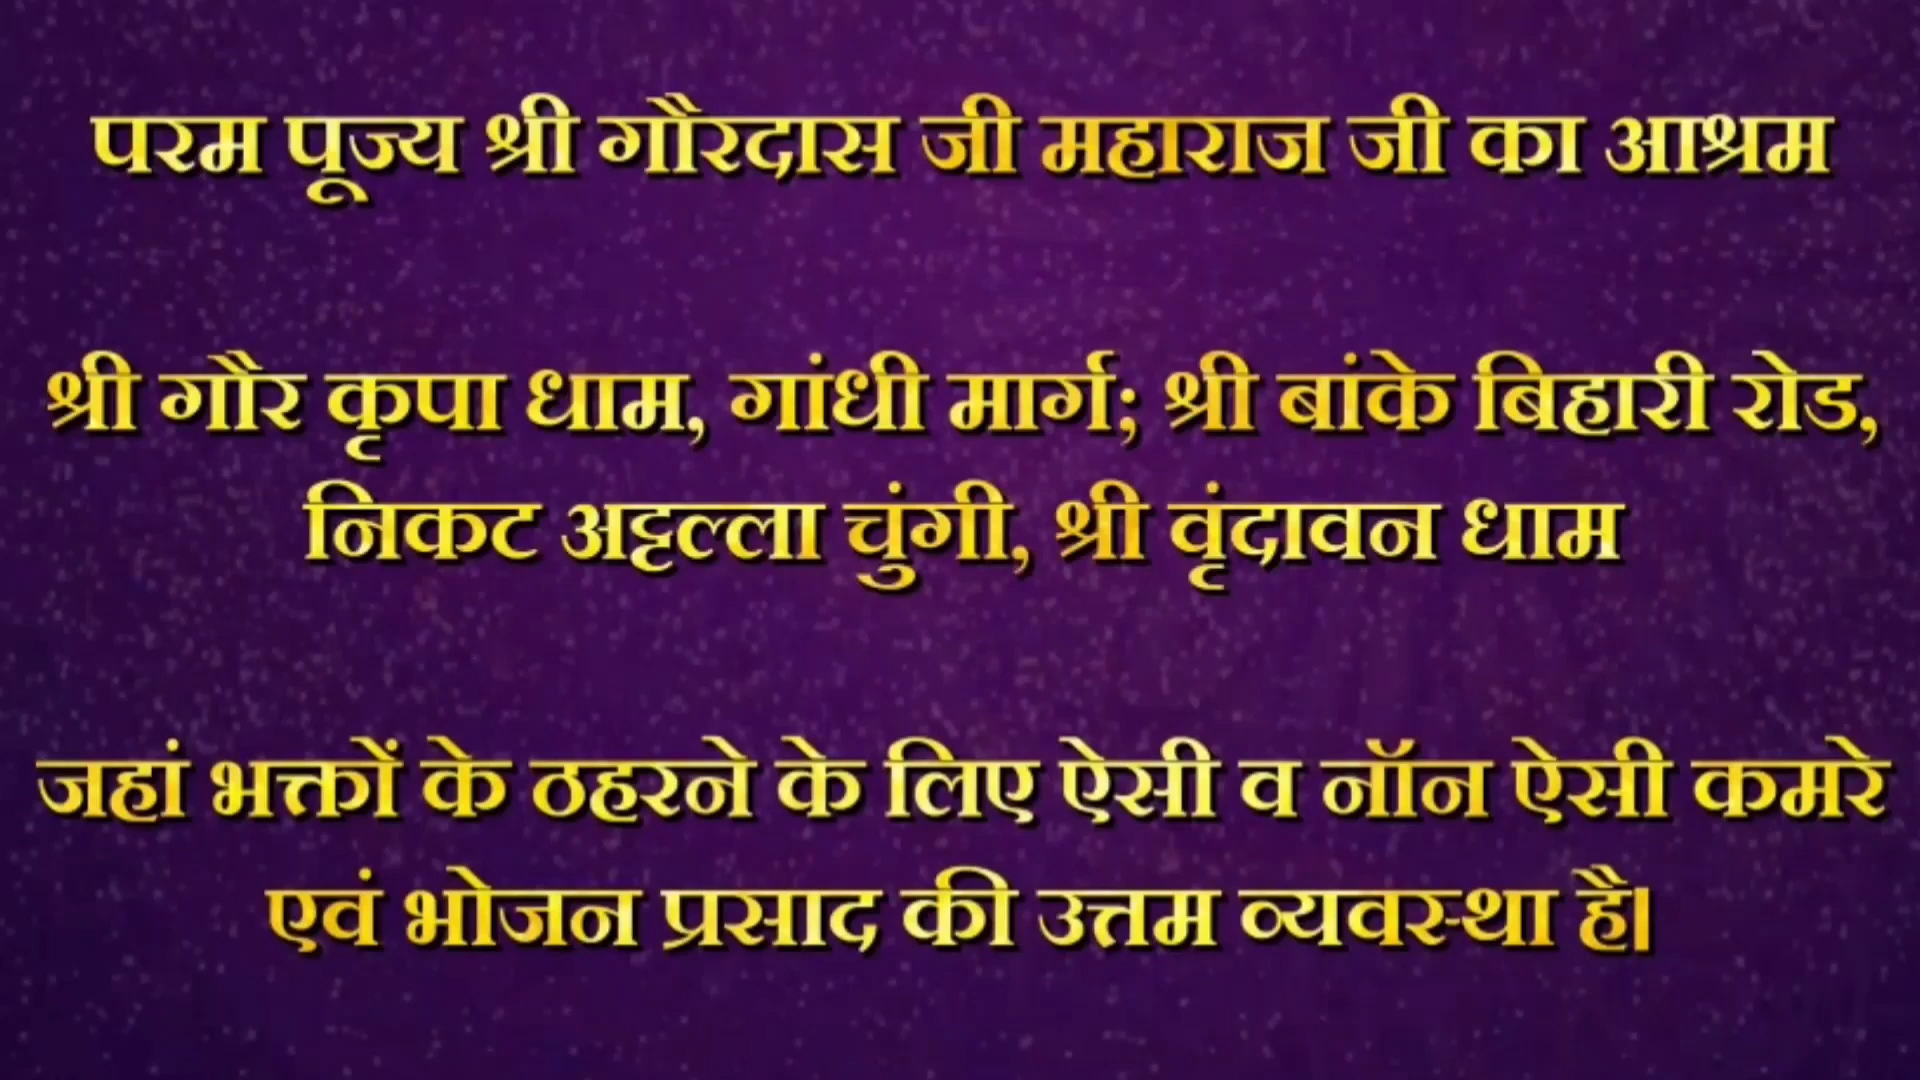 परम पूज्य श्री गौरदास जी महाराज जी का आश्रम
श्री गौर कृपा धाम, गांधी मार्ग; श्री बांके बिहारी रोड,
निकट अट्टल्ला चुंगी, श्री वृंदावन धाम
जहां भक्तों के ठहरने के लिए ऐसी व नॉन ऐसी कमरे
एवं भोजन प्रसाद की उत्तम व्यवस्था है।